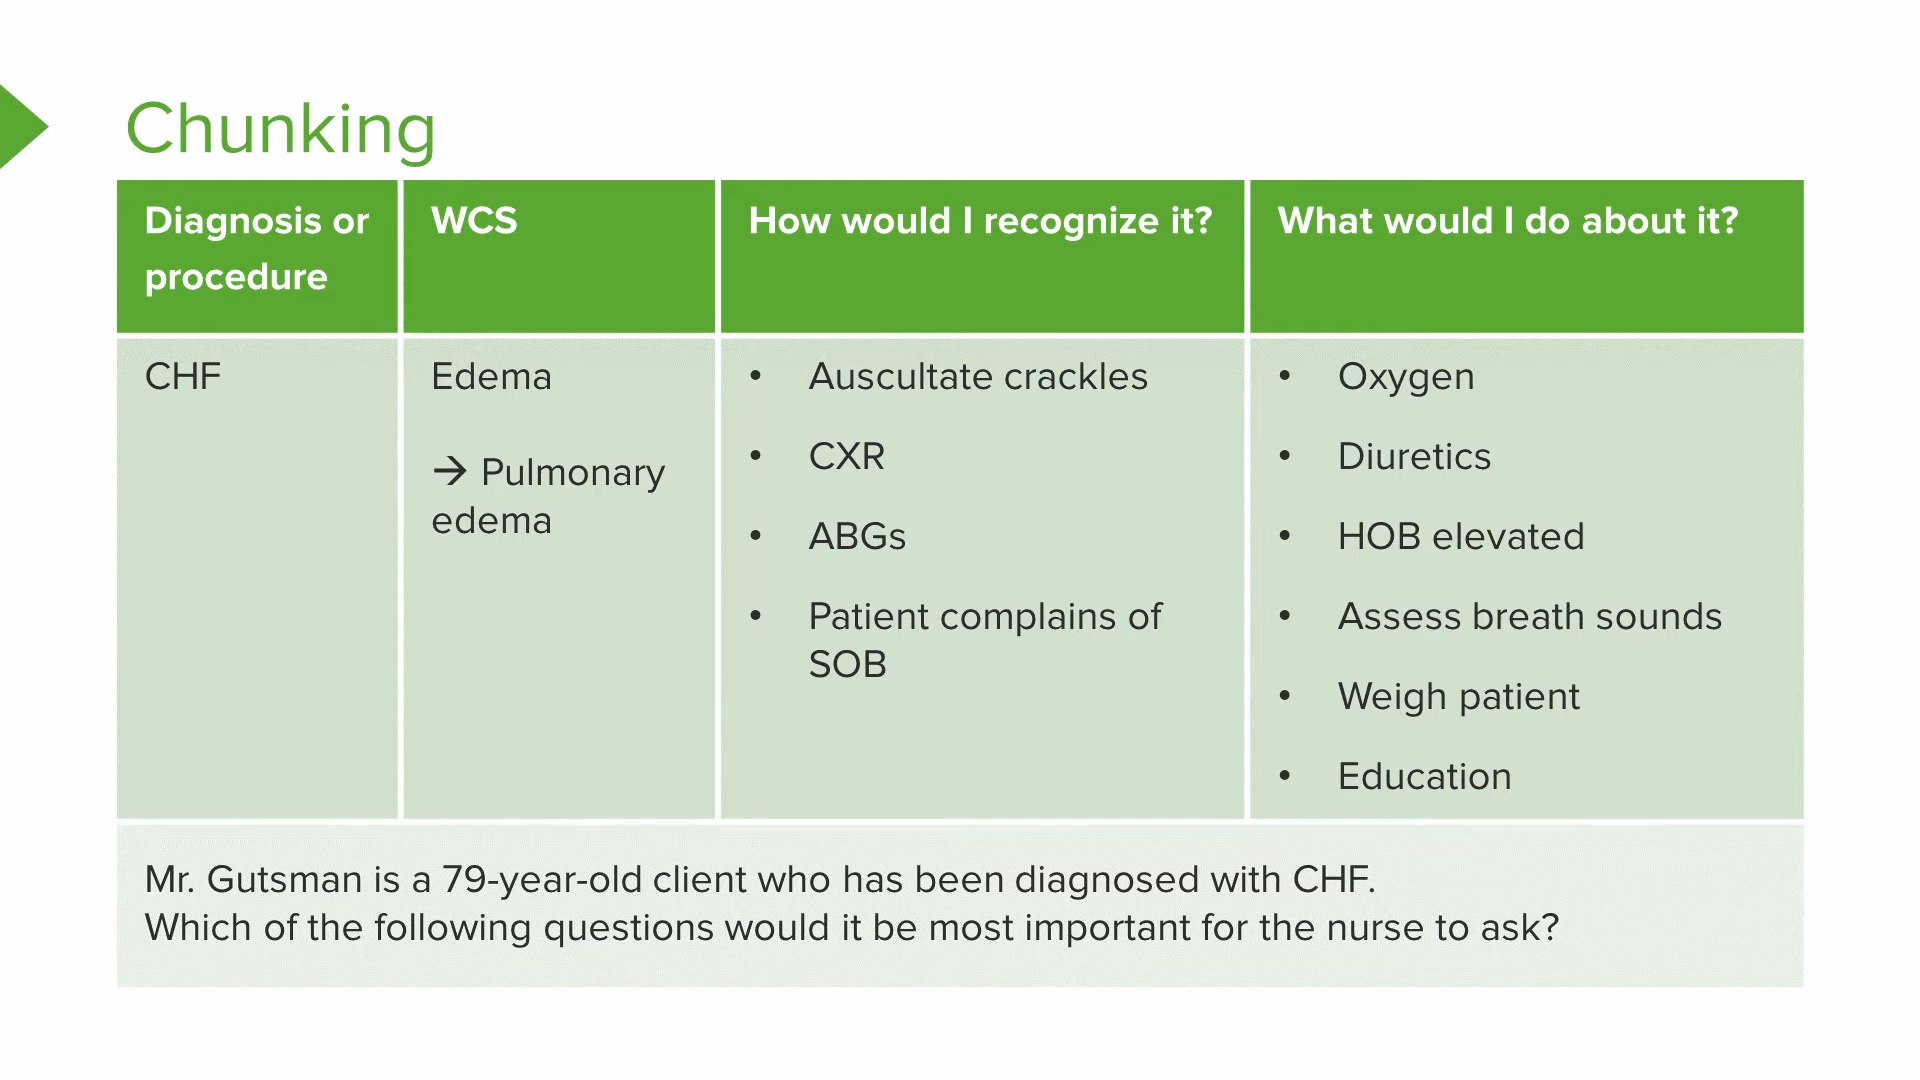 Chunking
Diagnosis or
procedure
WCS
How would I recognize it?
What would I do about it?
CHF
Edema
→ Pulmonary
edema
• Auscultate crackles
• CXR
• ABGs
• Patient complains of
SOB
• Oxygen
• Diuretics
• HOB elevated
• Assess breath sounds
• Weigh patient
• Education
Mr. Gutsman is a 79-year-old client who has been diagnosed with CHF.
Which of the following questions would it be most important for the nurse to ask?